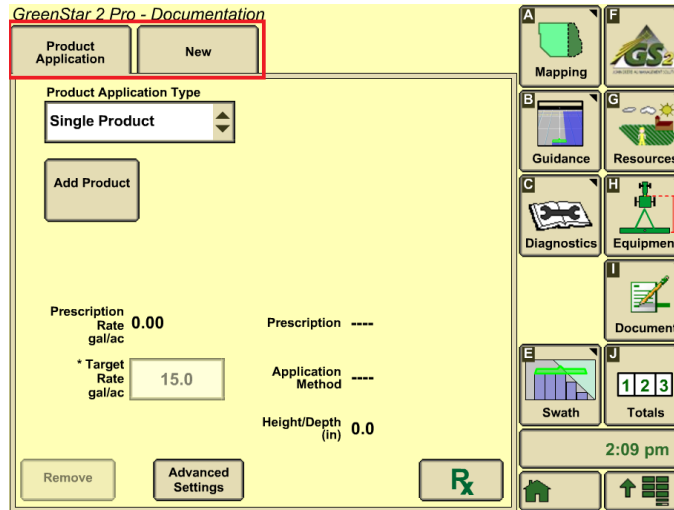 GreenStar 2 Pro - Documentation
Product
Application
New
Product Application Type
Single Product
Add Product
Prescription
Rate
gal/ac
0.00
Prescription ----
* Target
Rate
gal/ac
15.0
Application
Method ----
Height/Depth
(in) 0.0
Remove
Advanced
Settings
Rx
A
Mapping
F
GS2
B
Guidance
G
Resources
C
Diagnostics
H
Equipmen
I
Document
E
Swath
J
1 2 3
Totals
2:09 pm